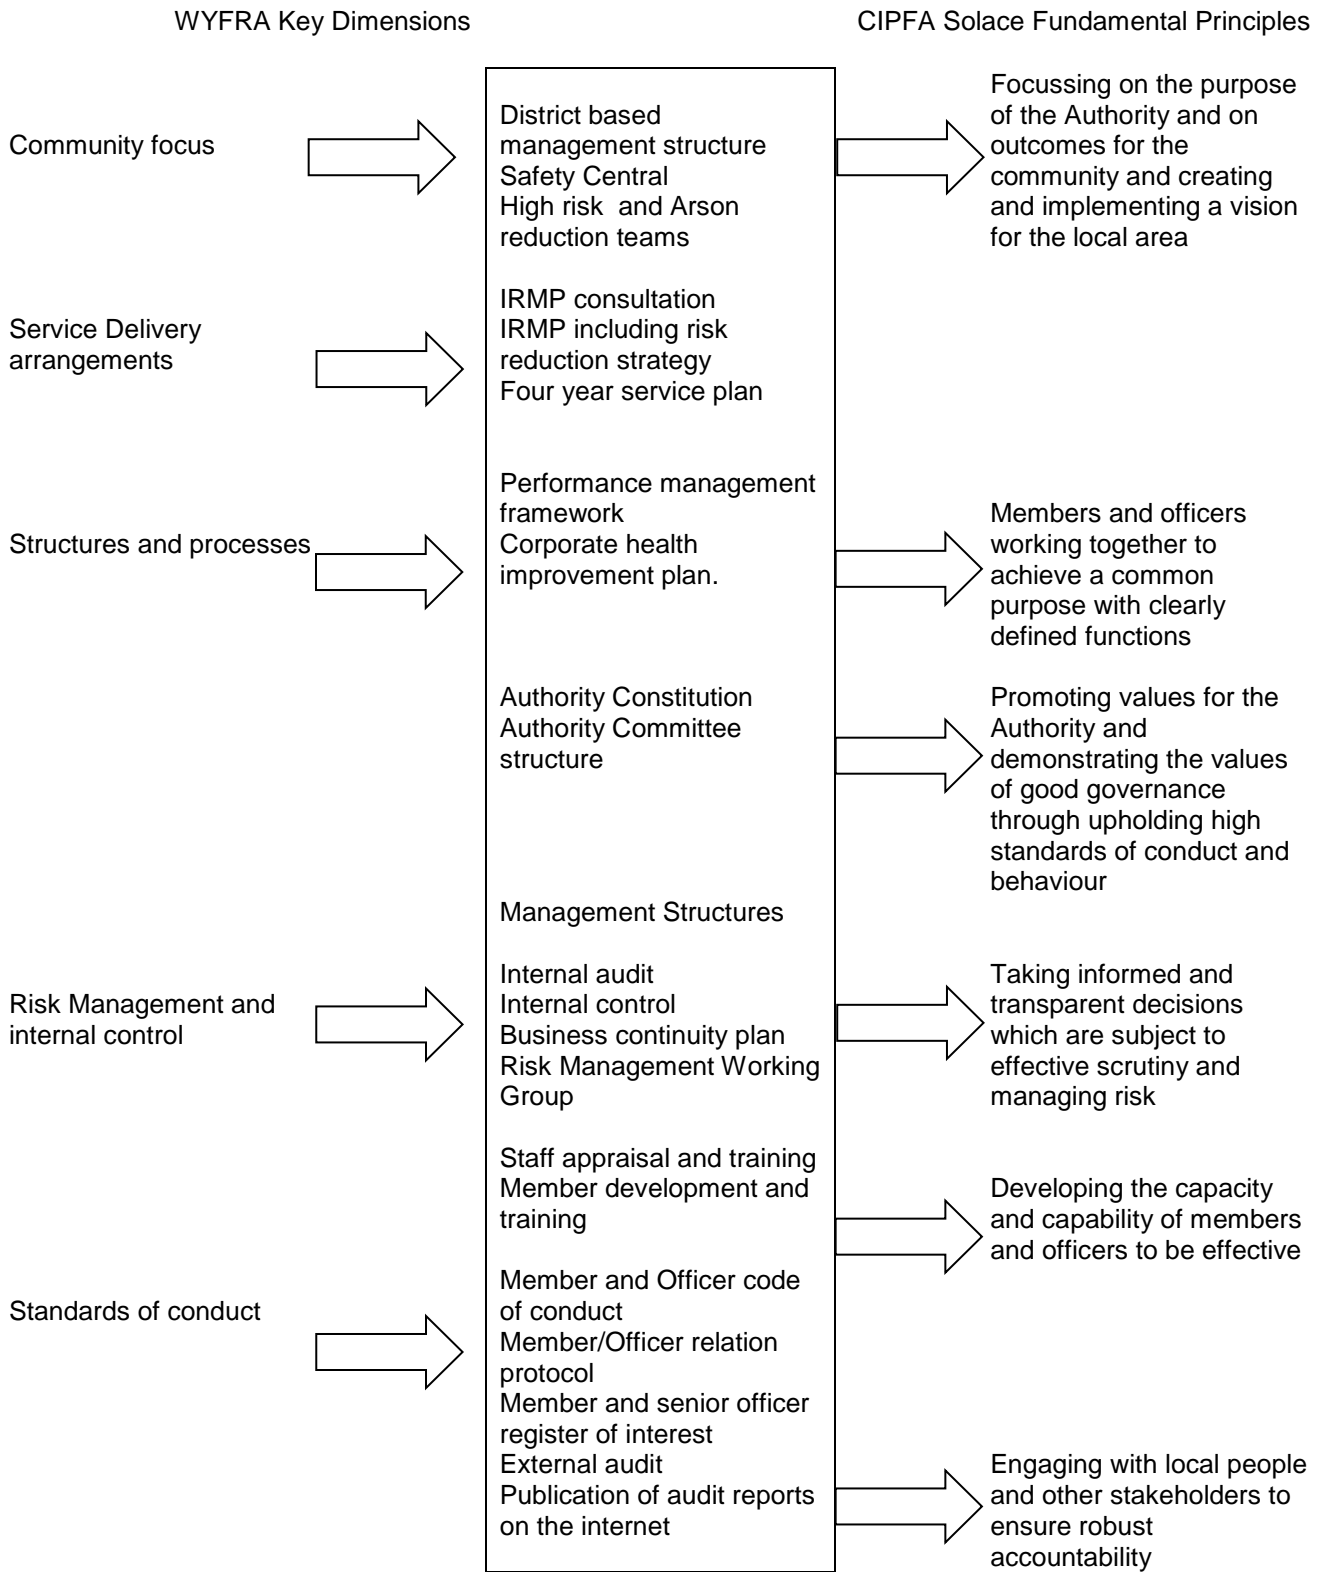 WYFRA Key Dimensions
CIPFA Solace Fundamental Principles
Community focus
District based
management structure
Safety Central
High risk and Arson
reduction teams
Focussing on the purpose
of the Authority and on
outcomes for the
community and creating
and implementing a vision
for the local area
Service Delivery
arrangements
IRMP consultation
IRMP including risk
reduction strategy
Four year service plan
Structures and processes
Performance management
framework
Corporate health
improvement plan.
Members and officers
working together to
achieve a common
purpose with clearly
defined functions
Authority Constitution
Authority Committee
structure
Promoting values for the
Authority and
demonstrating the values
of good governance
through upholding high
standards of conduct and
behaviour
Management Structures
Risk Management and
internal control
Internal audit
Internal control
Business continuity plan
Risk Management Working
Group
Taking informed and
transparent decisions
which are subject to
effective scrutiny and
managing risk
Staff appraisal and training
Member development and
training
Developing the capacity
and capability of members
and officers to be effective
Standards of conduct
Member and Officer code
of conduct
Member/Officer relation
protocol
Member and senior officer
register of interest
External audit
Publication of audit reports
on the internet
Engaging with local people
and other stakeholders to
ensure robust
accountability